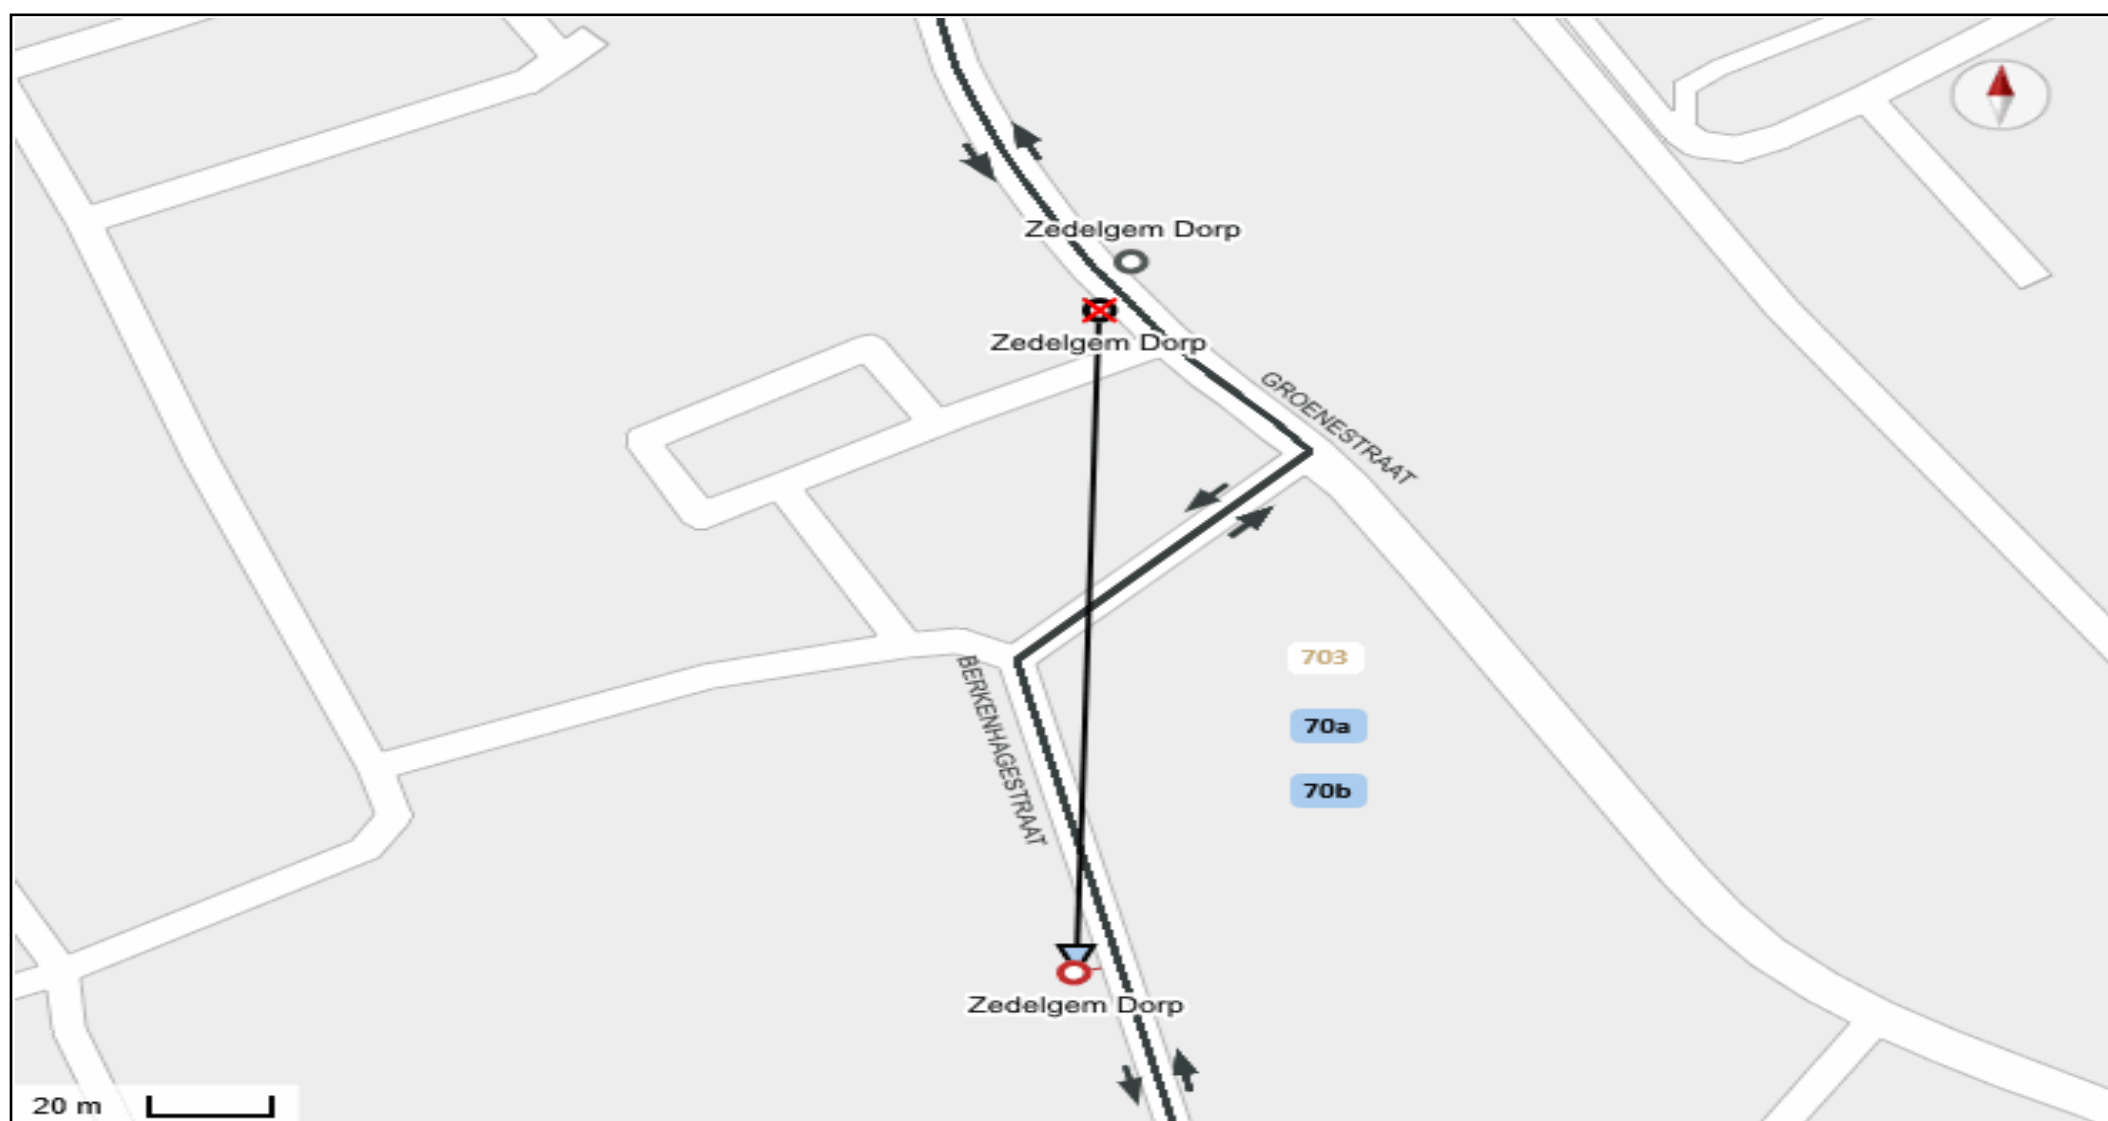 Zedelgem Dorp
Zedelgem Dorp
GROENESTRAAT
703
BERKENHAGESTRAAT
70a
70b
Zedelgem Dorp
20 m